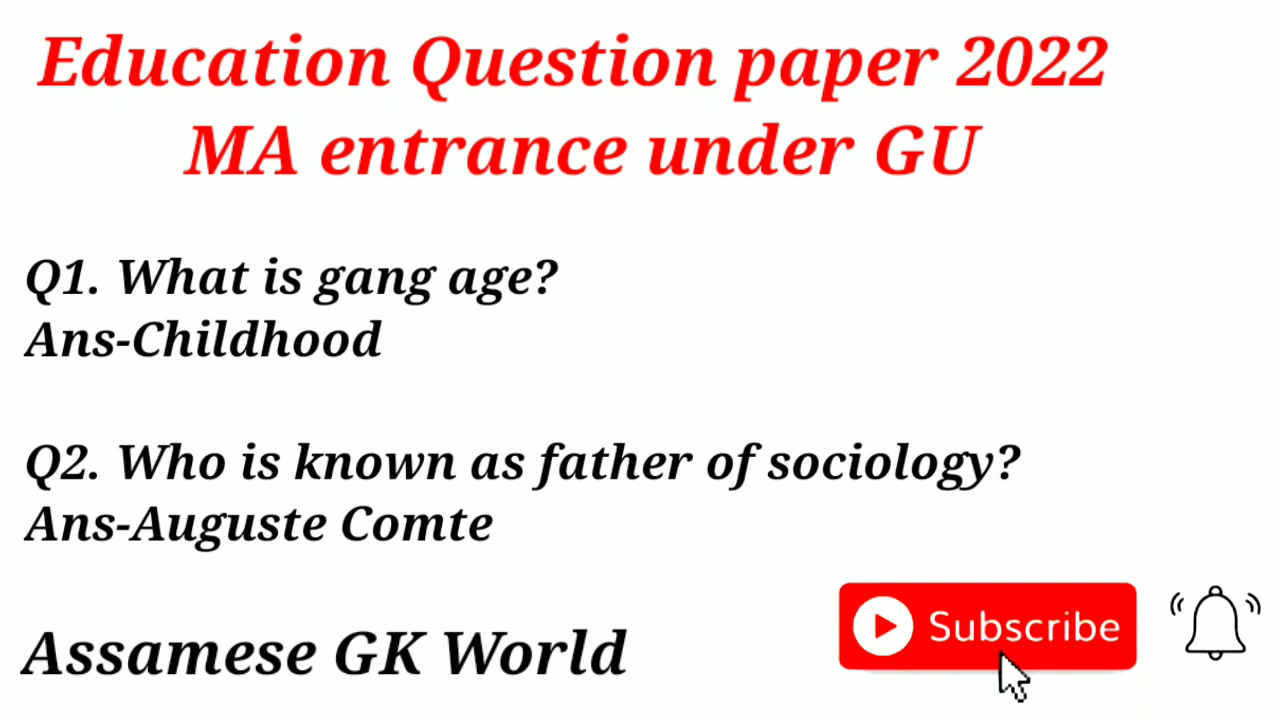 Education Question paper 2022
MA entrance under GU
Q1. What is gang age?
Ans-Childhood
Q2. Who is known as father of sociology?
Ans-Auguste Comte
Assamese GK World
Subscribe